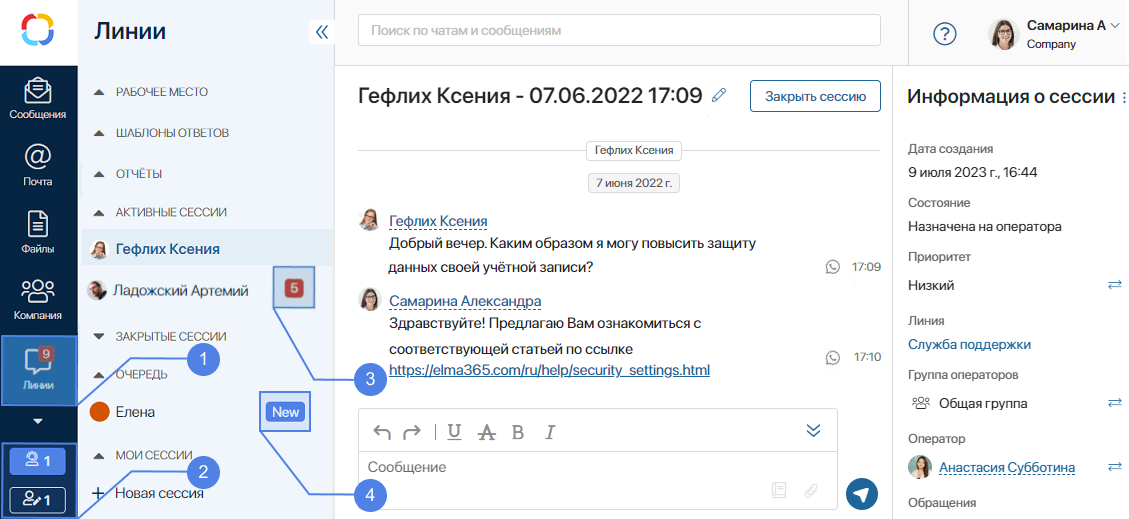 Сообщения
Почта
Файлы
Компания
9
Линии
1
1
Линии
РАБОЧЕЕ МЕСТО
ШАБЛОНЫ ОТВЕТОВ
ОТЧЁТЫ
АКТИВНЫЕ СЕССИИ
Гефлих Ксения
Ладожский Артемий
5
ЗАКРЫТЫЕ СЕССИИ
1
3
ОЧЕРЕДЬ
Елена
New
МОИ СЕССИИ
2
4
+ Новая сессия
Поиск по чатам и сообщениям
?
Самарина А
Company
Гефлих Ксения - 07.06.2022 17:09
Закрыть сессию
Гефлих Ксения
7 июня 2022 г.
Гефлих Ксения
Добрый вечер. Каким образом я могу повысить защиту
данных своей учётной записи?
17:09
Самарина Александра
Здравствуйте! Предлагаю Вам ознакомиться с
соответствующей статьей по ссылке
17:10
https://elma365.com/ru/help/security_settings.html
U A B I
Сообщение
Информация о сессии
Дата создания
9 июля 2023 г., 16:44
Состояние
Назначена на оператора
Приоритет
Низкий
Линия
Служба поддержки
Группа операторов
Общая группа
Оператор
Анастасия Субботина
Обращения